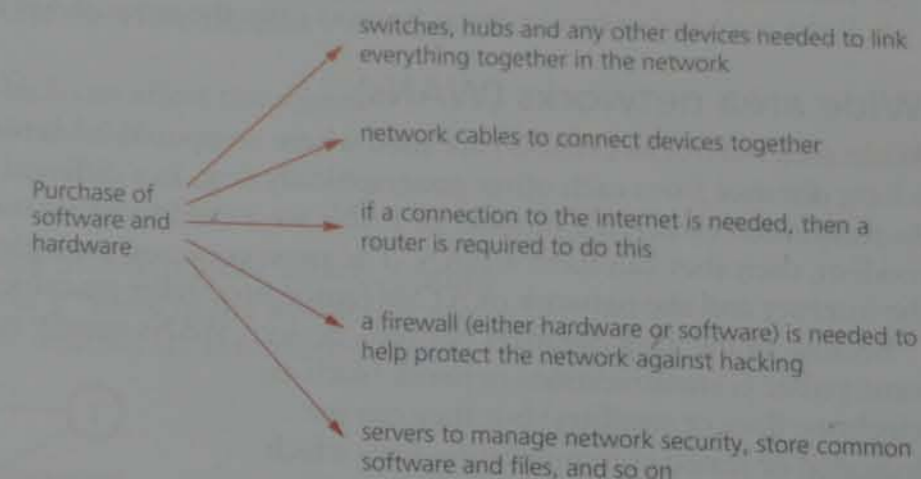 switches, hubs and any other devices needed to link
everything together in the network
network cables to connect devices together
Purchase of
software and
hardware
if a connection to the internet is needed, then a
router is required to do this
a firewall (either hardware or software) is needed to
help protect the network against hacking
servers to manage network security, store common
software and files, and so on